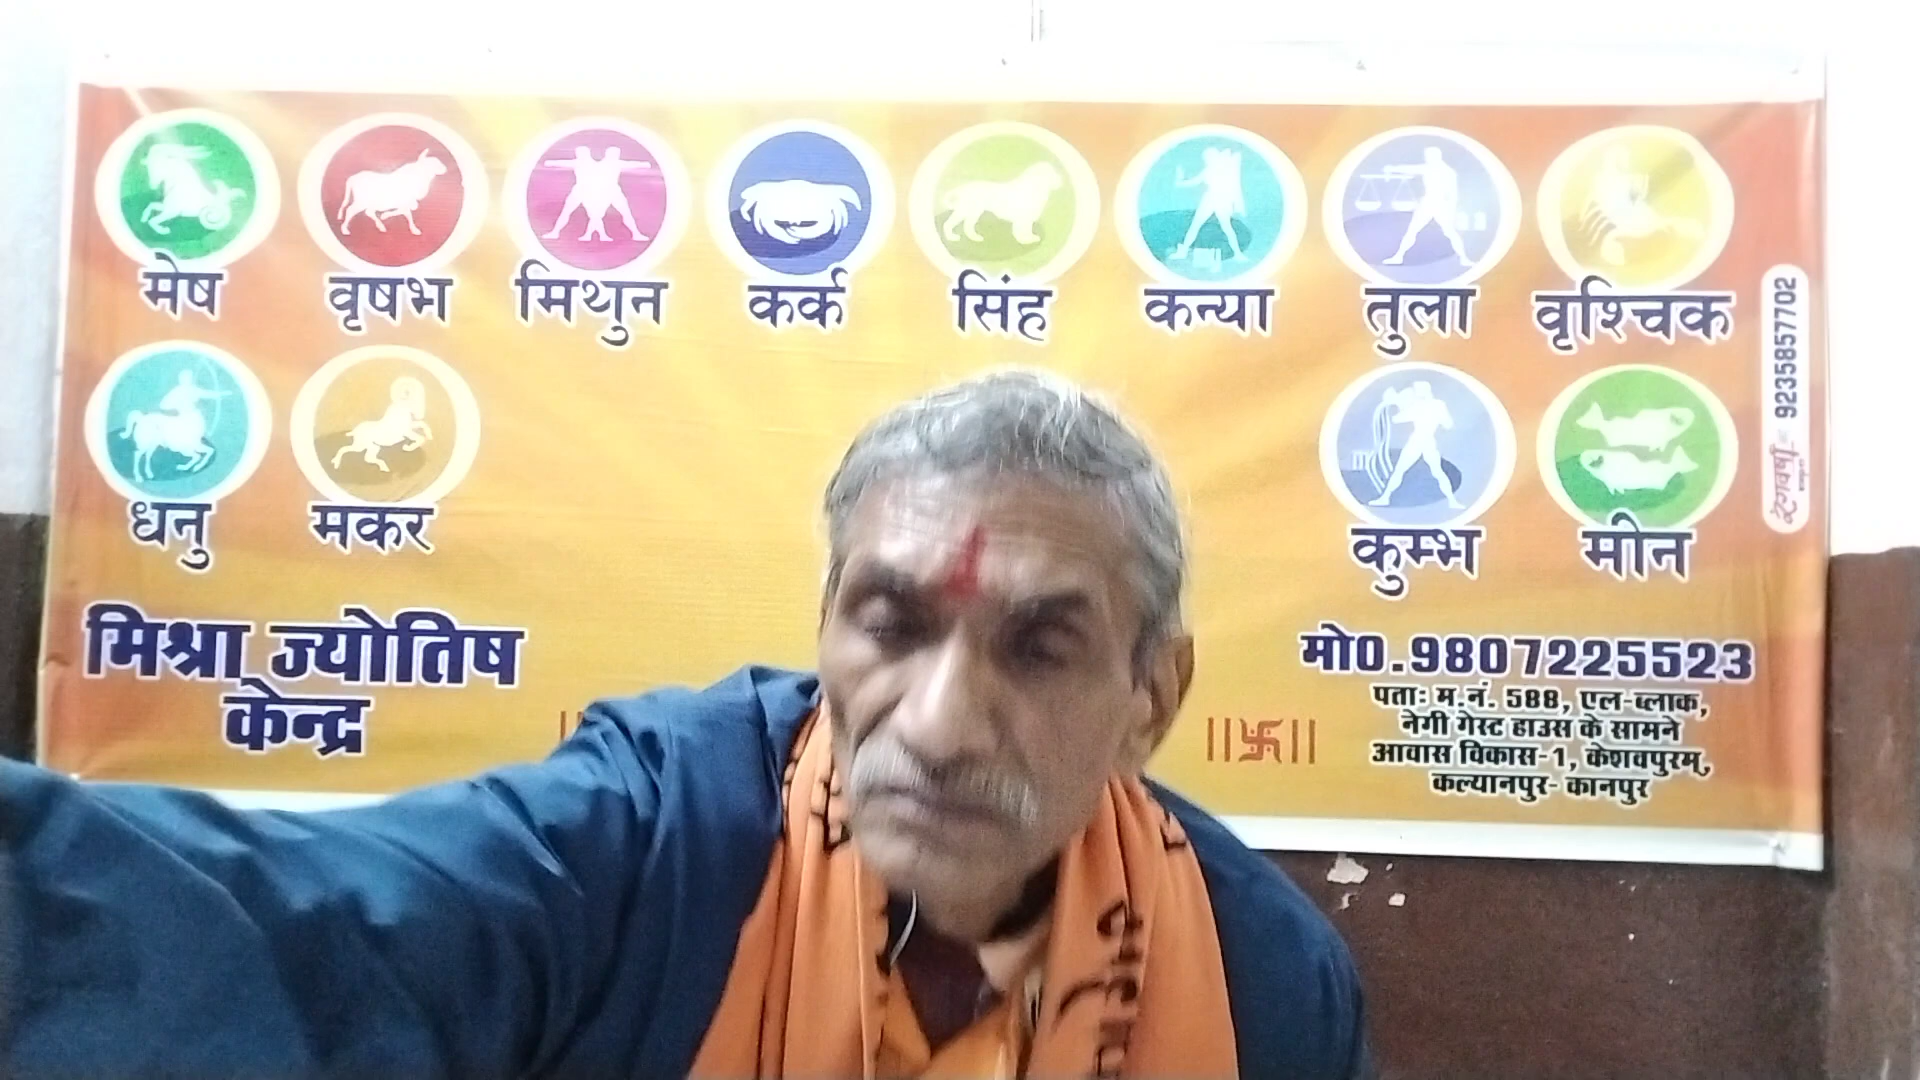 मेष वृषभ मिथुन कर्क सिंह कन्या तुला वृश्चिक
धनु मकर कुम्भ मीन
मिश्रा ज्योतिष
केन्द्र
मो0.9807225523
पताः म.नं. 588, एल-ब्लाक,
नेगी गेस्ट हाउस के सामने
आवास विकास-1, केशवपुरम्,
कल्यानपुर- कानपुर
9235857702